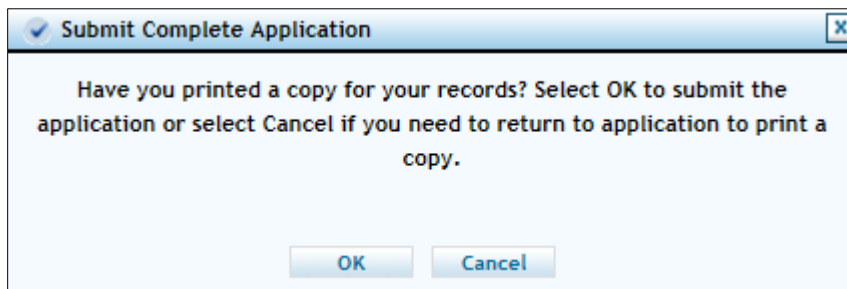 Submit Complete Application
x
Have you printed a copy for your records? Select OK to submit the
application or select Cancel if you need to return to application to print a
copy.
OK Cancel